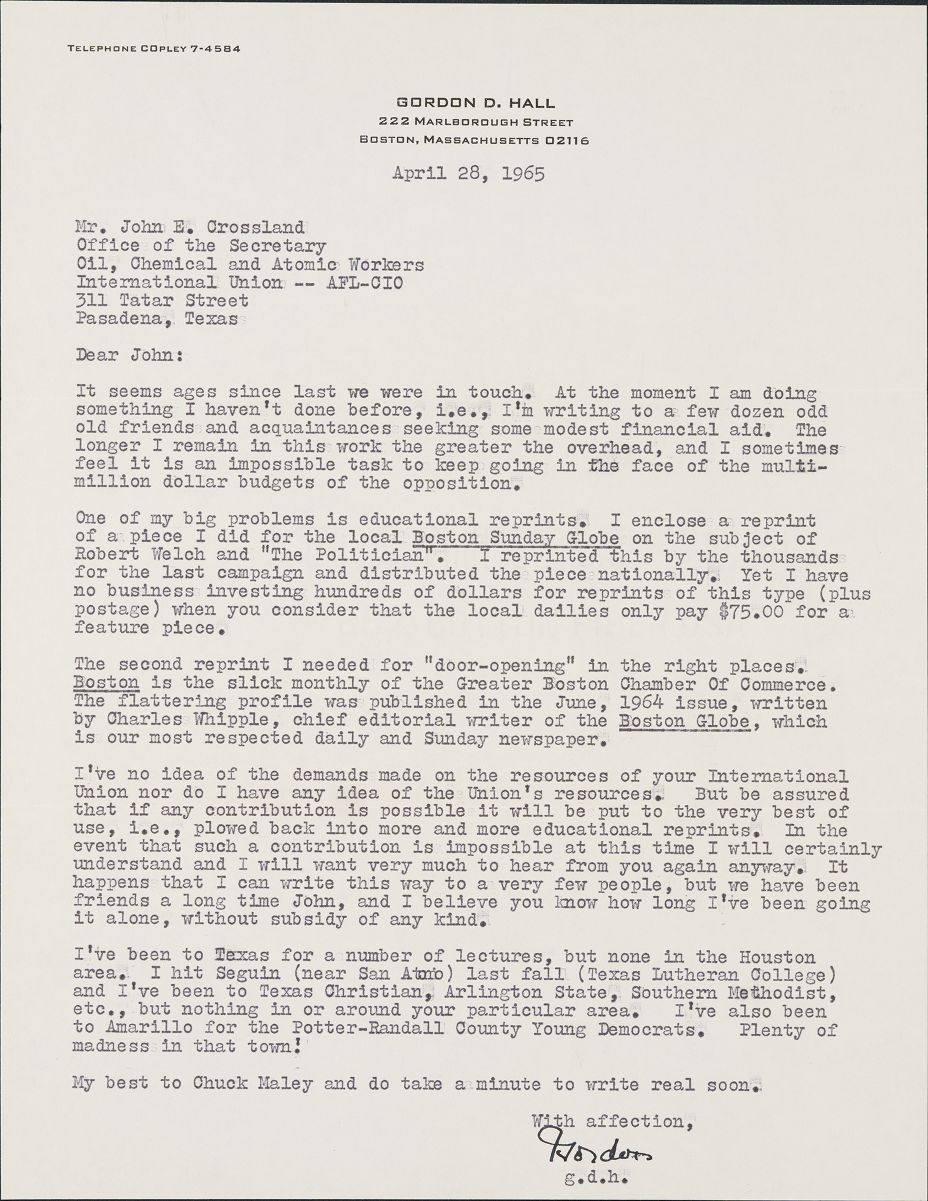 TELEPHONE COPLEY 7-4584
GORDON D. HALL
222 MARLBOROUGH STREET
BOSTON, MASSACHUSETTS 02116
April 28, 1965
Mr. John E. Crossland
Office of the Secretary
Oil, Chemical and Atomic Workers
International Union -- AFL-CIO
311 Tatar Street
Pasadena, Texas
Dear John:
It seems ages since last we were in touch. At the moment I am doing
something I haven't done before, i.e., I'm writing to a few dozen odd
old friends and acquaintances seeking some modest financial aid. The
longer I remain in this work the greater the overhead, and I sometimes
feel it is an impossible task to keep going in the face of the multi-
million dollar budgets of the opposition.
One of my big problems is educational reprints. I enclose a reprint
of a piece I did for the local Boston Sunday Globe on the subject of
Robert Welch and "The Politician". I reprinted this by the thousands
for the last campaign and distributed the piece nationally. Yet I have
no business investing hundreds of dollars for reprints of this type (plus
postage) when you consider that the local dailies only pay $75.00 for a
feature piece.
The second reprint I needed for "door-opening" in the right places.
Boston is the slick monthly of the Greater Boston Chamber Of Commerce.
The flattering profile was published in the June, 1964 issue, written
by Charles Whipple, chief editorial writer of the Boston Globe, which
is our most respected daily and Sunday newspaper.
I've no idea of the demands made on the resources of your International
Union nor do I have any idea of the Union's resources. But be assured
that if any contribution is possible it will be put to the very best of
use, i.e., plowed back into more and more educational reprints. In the
event that such a contribution is impossible at this time I will certainly
understand and I will want very much to hear from you again anyway. It
happens that I can write this way to a very few people, but we have been
friends a long time John, and I believe you know how long I've been going
it alone, without subsidy of any kind.
I've been to Texas for a number of lectures, but none in the Houston
area. I hit Seguin (near San Atnio) last fall (Texas Lutheran College)
and I've been to Texas Christian, Arlington State, Southern Methodist,
etc., but nothing in or around your particular area. I've also been
to Amarillo for the Potter-Randall County Young Democrats. Plenty of
madness in that town!
My best to Chuck Maley and do take a minute to write real soon.
With affection,
Gordon
g.d.h.